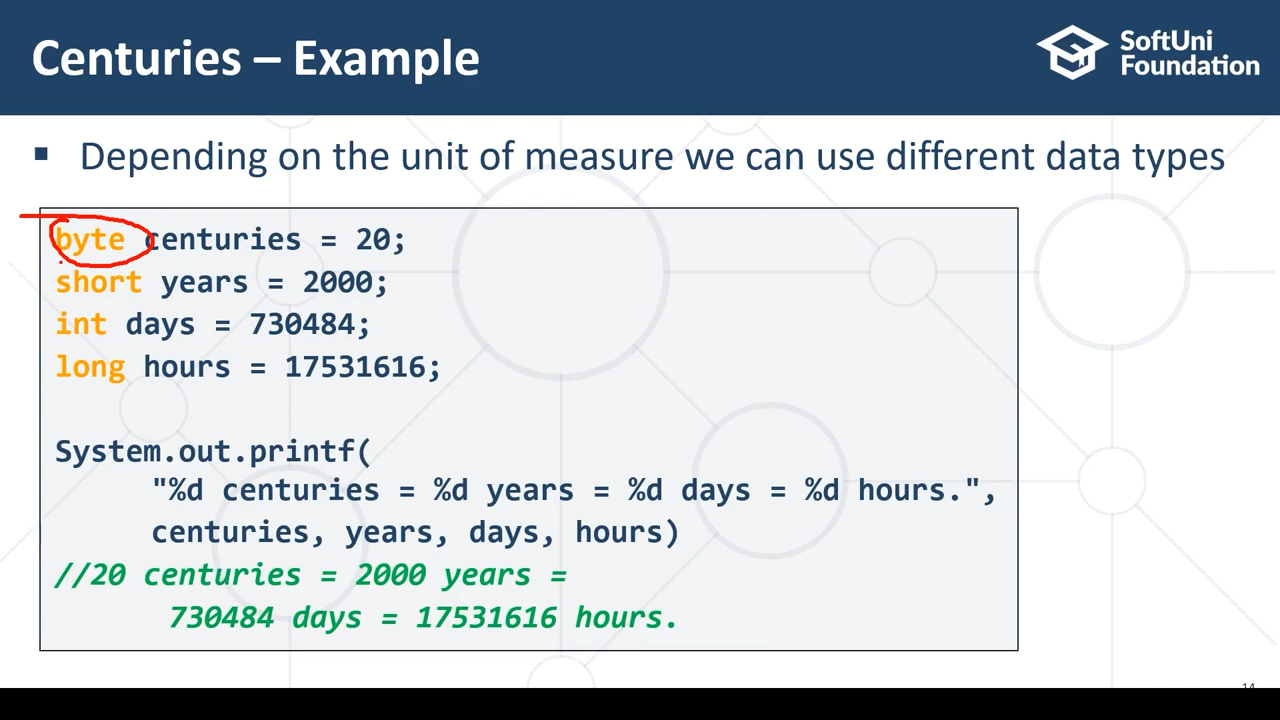 Centuries – Example
SoftUni
Foundation
▪ Depending on the unit of measure we can use different data types
byte centuries = 20;
short years = 2000;
int days = 730484;
long hours = 17531616;
System.out.printf(
"%d centuries = %d years = %d days = %d hours.",
centuries, years, days, hours)
//20 centuries = 2000 years =
730484 days = 17531616 hours.
14